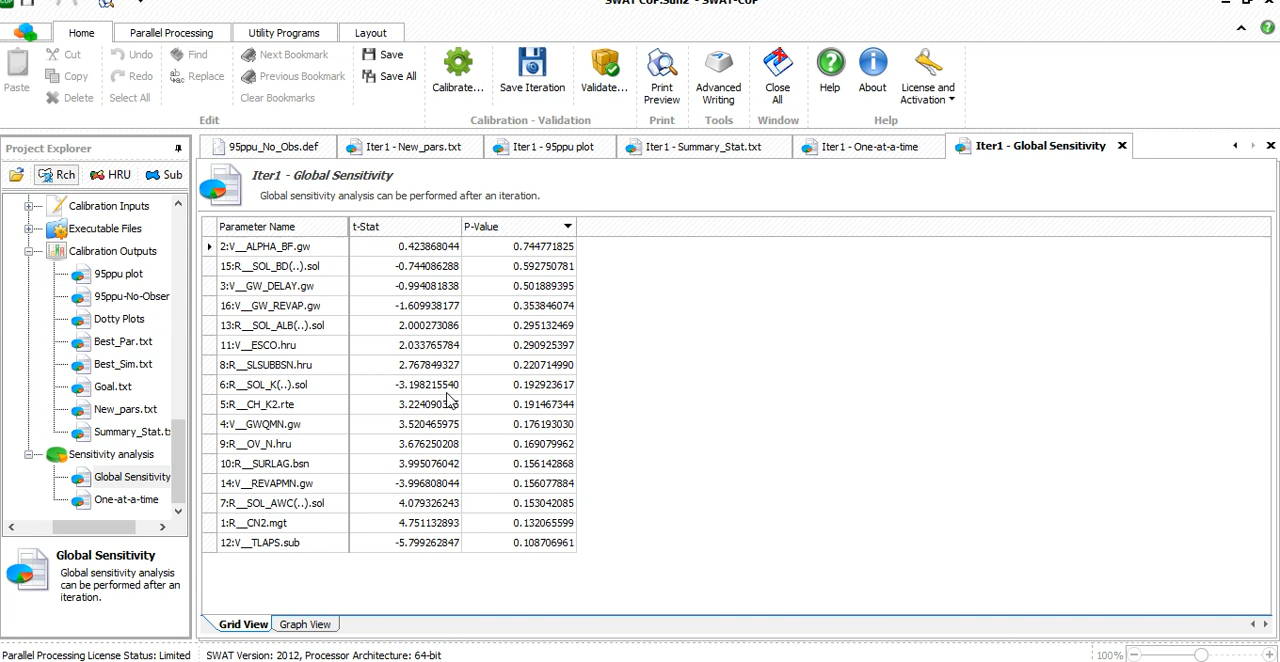 SWAT CUP.Sufi2 - SWAT-CUP
Home Parallel Processing Utility Programs Layout
Paste Cut Copy Delete Undo Redo Select All Find Replace Next Bookmark Previous Bookmark Clear Bookmarks Save Save All
Calibrate... Save Iteration Validate... Print Preview Advanced Writing Close All Help About License and Activation
Edit Calibration - Validation Print Tools Window Help
Project Explorer
Rch HRU Sub
Calibration Inputs
Executable Files
Calibration Outputs
95ppu plot
95ppu-No-Obser
Dotty Plots
Best_Par.txt
Best_Sim.txt
Goal.txt
New_pars.txt
Summary_Stat.tx
Sensitivity analysis
Global Sensitivity
One-at-a-time
Global Sensitivity
Global sensitivity analysis
can be performed after an
iteration.
95ppu_No_Obs.def Iter1 - New_pars.txt Iter1 - 95ppu plot Iter1 - Summary_Stat.txt Iter1 - One-at-a-time Iter1 - Global Sensitivity
Iter1 - Global Sensitivity
Global sensitivity analysis can be performed after an iteration.
Parameter Name t-Stat P-Value
2:V__ALPHA_BF.gw 0.423868044 0.744771825
15:R__SOL_BD(..).sol -0.744086288 0.592750781
3:V__GW_DELAY.gw -0.994081838 0.501889395
16:V__GW_REVAP.gw -1.609938177 0.353846074
13:R__SOL_ALB(..).sol 2.000273086 0.295132469
11:V__ESCO.hru 2.033765784 0.290925397
8:R__SLSUBBSN.hru 2.767849327 0.220714990
6:R__SOL_K(..).sol -3.198215540 0.192923617
5:R__CH_K2.rte 0.191467344
4:V__GWQMN.gw 3.520465975 0.176193030
9:R__OV_N.hru 3.676250208 0.169079962
10:R__SURLAG.bsn 3.995076042 0.156142868
14:V__REVAPMN.gw -3.996808044 0.156077884
7:R__SOL_AWC(..).sol 4.079326243 0.153042085
1:R__CN2.mgt 4.751132893 0.132065599
12:V__TLAPS.sub -5.799262847 0.108706961
Grid View Graph View
Parallel Processing License Status: Limited SWAT Version: 2012, Processor Architecture: 64-bit 100%